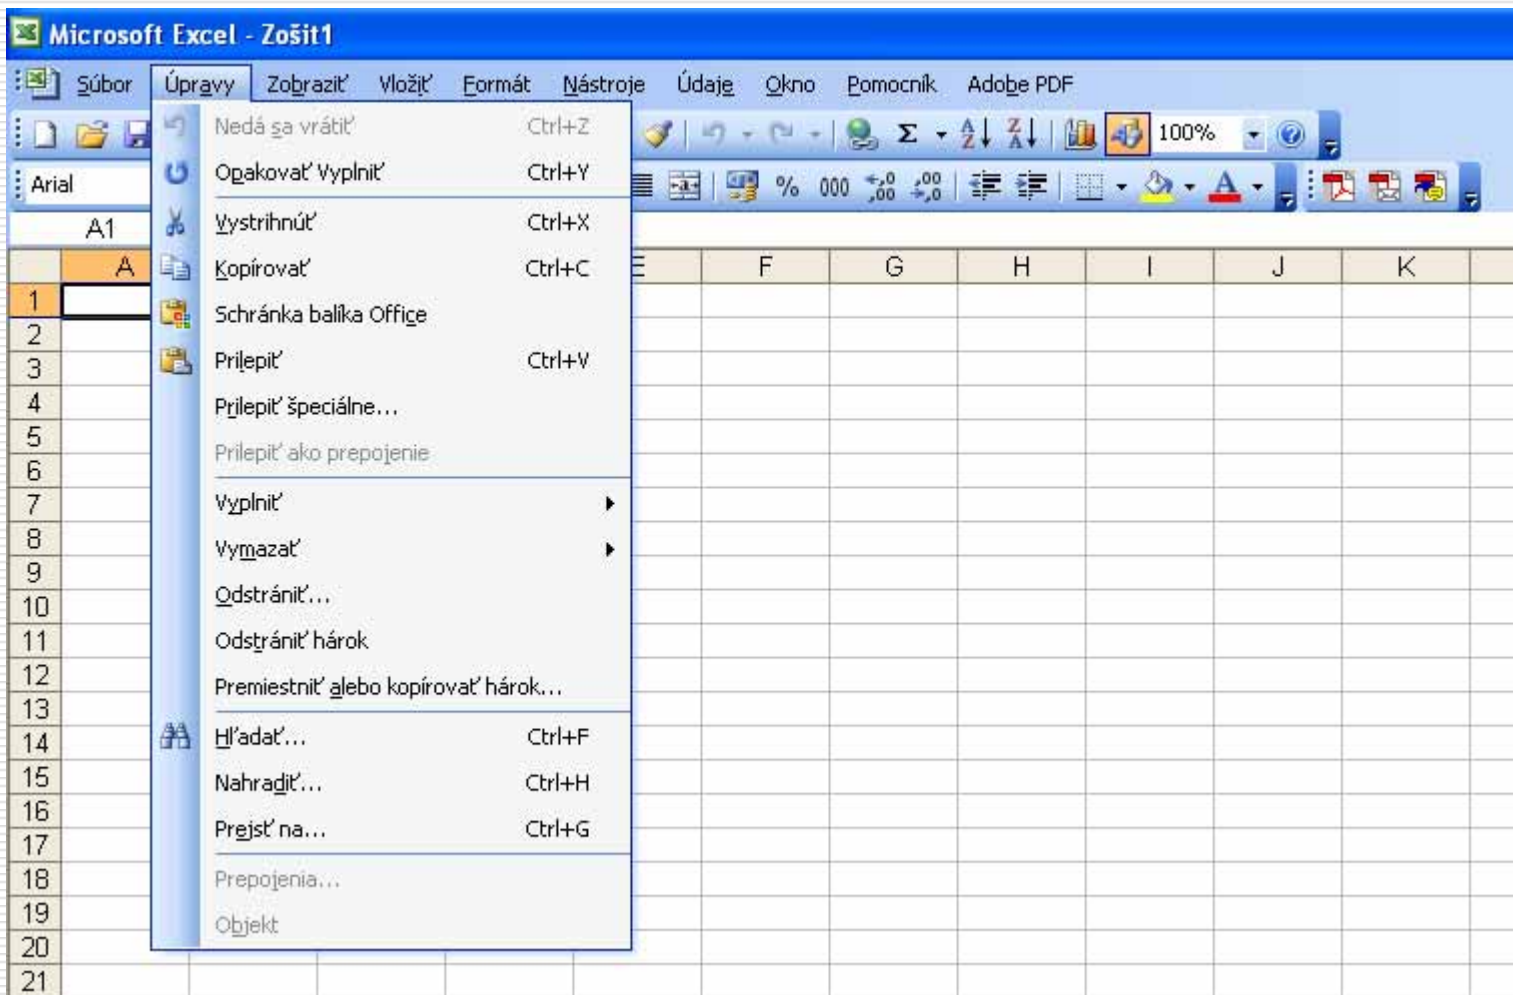 Microsoft Excel - Zošit1
Súbor Úpravy Zobraziť Vložiť Formát Nástroje Údaje Okno Pomocník Adobe PDF
100%
Arial % 000
A1
A E F G H I J K
Nedá sa vrátiť Ctrl+Z
Opakovať Vyplniť Ctrl+Y
Vystrihnúť Ctrl+X
Kopírovať Ctrl+C
Schránka balíka Office
Prilepiť Ctrl+V
Prilepiť špeciálne...
Prilepiť ako prepojenie
Vyplniť
Vymazať
Odstrániť...
Odstrániť hárok
Premiestniť alebo kopírovať hárok...
Hľadať... Ctrl+F
Nahradiť... Ctrl+H
Prejsť na... Ctrl+G
Prepojenia...
Objekt
1
2
3
4
5
6
7
8
9
10
11
12
13
14
15
16
17
18
19
20
21